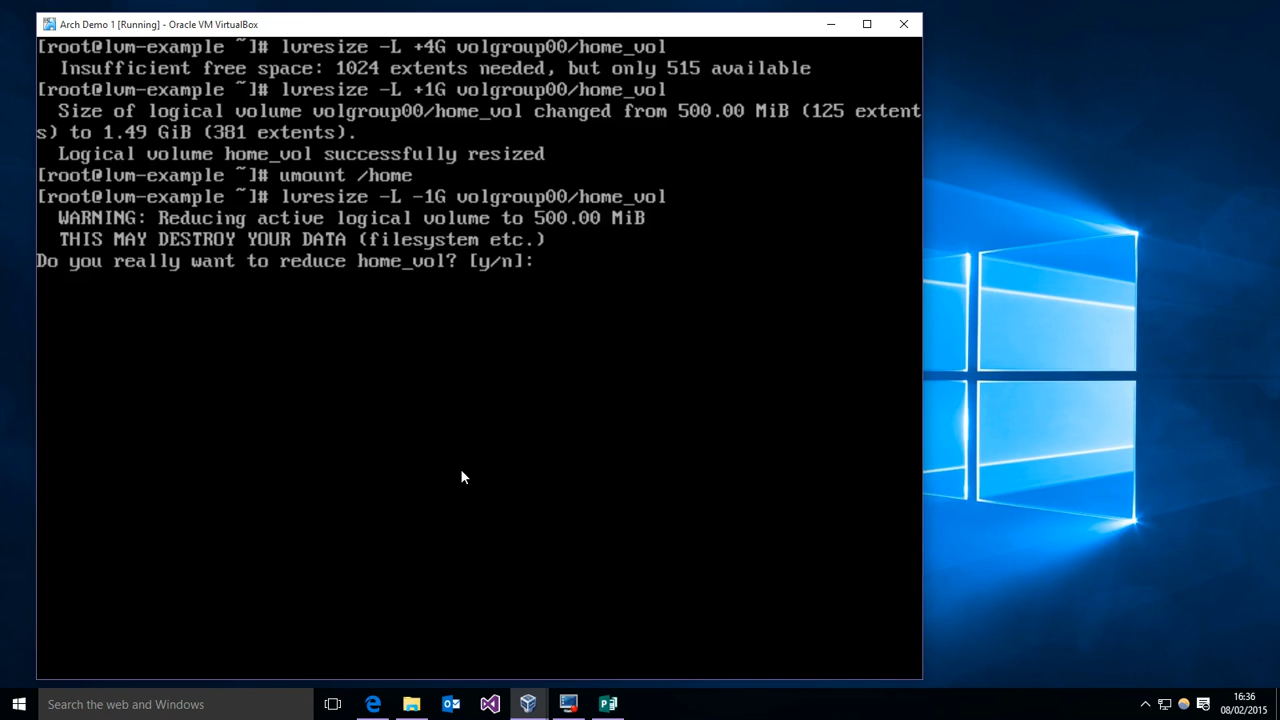 Arch Demo 1 [Running] - Oracle VM VirtualBox
[root@lvm-example ~]# lvresize -L +4G volgroup00/home_vol
Insufficient free space: 1024 extents needed, but only 515 available
[root@lvm-example ~]# lvresize -L +1G volgroup00/home_vol
Size of logical volume volgroup00/home_vol changed from 500.00 MiB (125 extent
s) to 1.49 GiB (381 extents).
Logical volume home_vol successfully resized
[root@lvm-example ~]# umount /home
[root@lvm-example ~]# lvresize -L -1G volgroup00/home_vol
WARNING: Reducing active logical volume to 500.00 MiB
THIS MAY DESTROY YOUR DATA (filesystem etc.)
Do you really want to reduce home_vol? [y/n]:
Search the web and Windows
16:36
08/02/2015